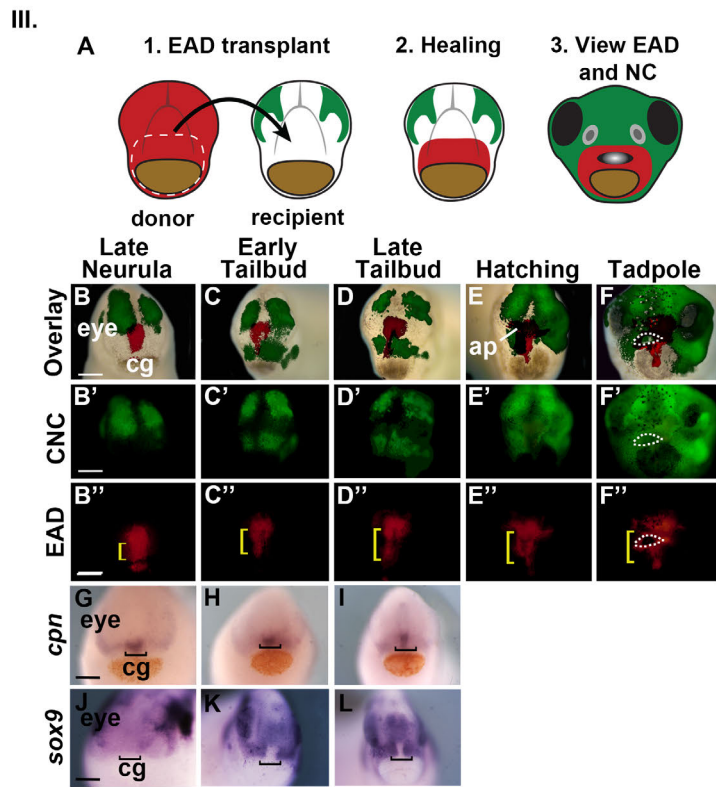 III.
A 1. EAD transplant 2. Healing 3. View EAD
and NC
donor recipient
Late Neurula Early Tailbud Late Tailbud Hatching Tadpole
Overlay B C D E F
eye ap
cg
CNC B' C' D' E' F'
EAD B'' C'' D'' E'' F''
cpn G H I
eye
cg
sox9 J K L
eye
cg